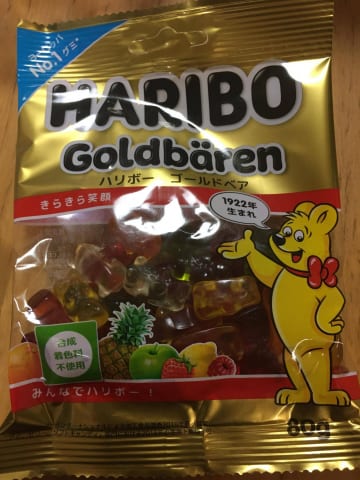 No.1グミ*
HARIBO
Goldbären
ハリボー ゴールドベア
きらきら笑顔
1922年
生まれ
合成
着色料
不使用
みんなでハリボー！
80g